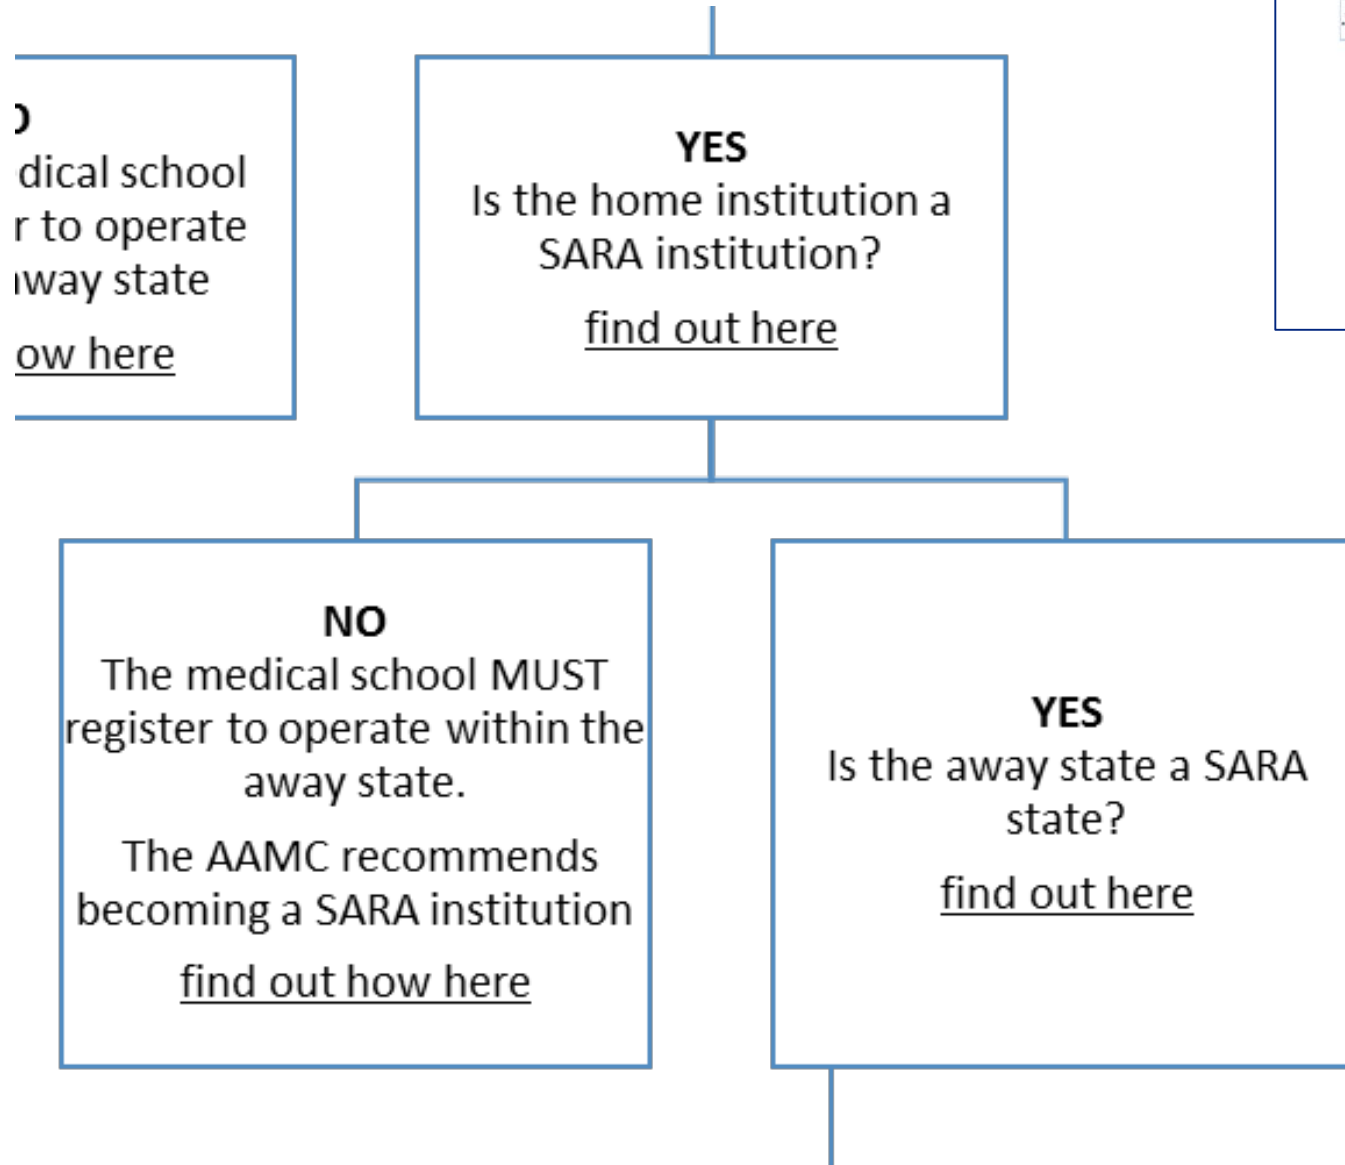 dical school
r to operate
way state
ow here
YES
Is the home institution a
SARA institution?
find out here
NO
The medical school MUST
register to operate within the
away state.
The AAMC recommends
becoming a SARA institution
find out how here
YES
Is the away state a SARA
state?
find out here